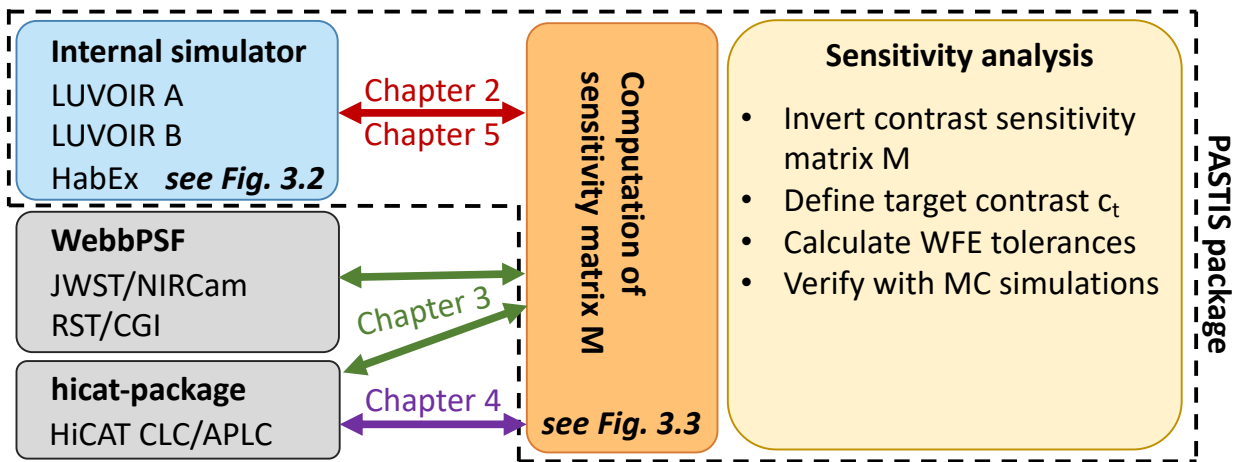 Internal simulator
LUVOIR A
LUVOIR B
HabEx see Fig. 3.2
WebbPSF
JWST/NIRCam
RST/CGI
hicat-package
HiCAT CLC/APLC
Chapter 2
Chapter 5
Chapter 3
Chapter 4
Computation of
sensitivity matrix M
see Fig. 3.3
Sensitivity analysis
• Invert contrast sensitivity
matrix M
• Define target contrast cₜ
• Calculate WFE tolerances
• Verify with MC simulations
PASTIS package